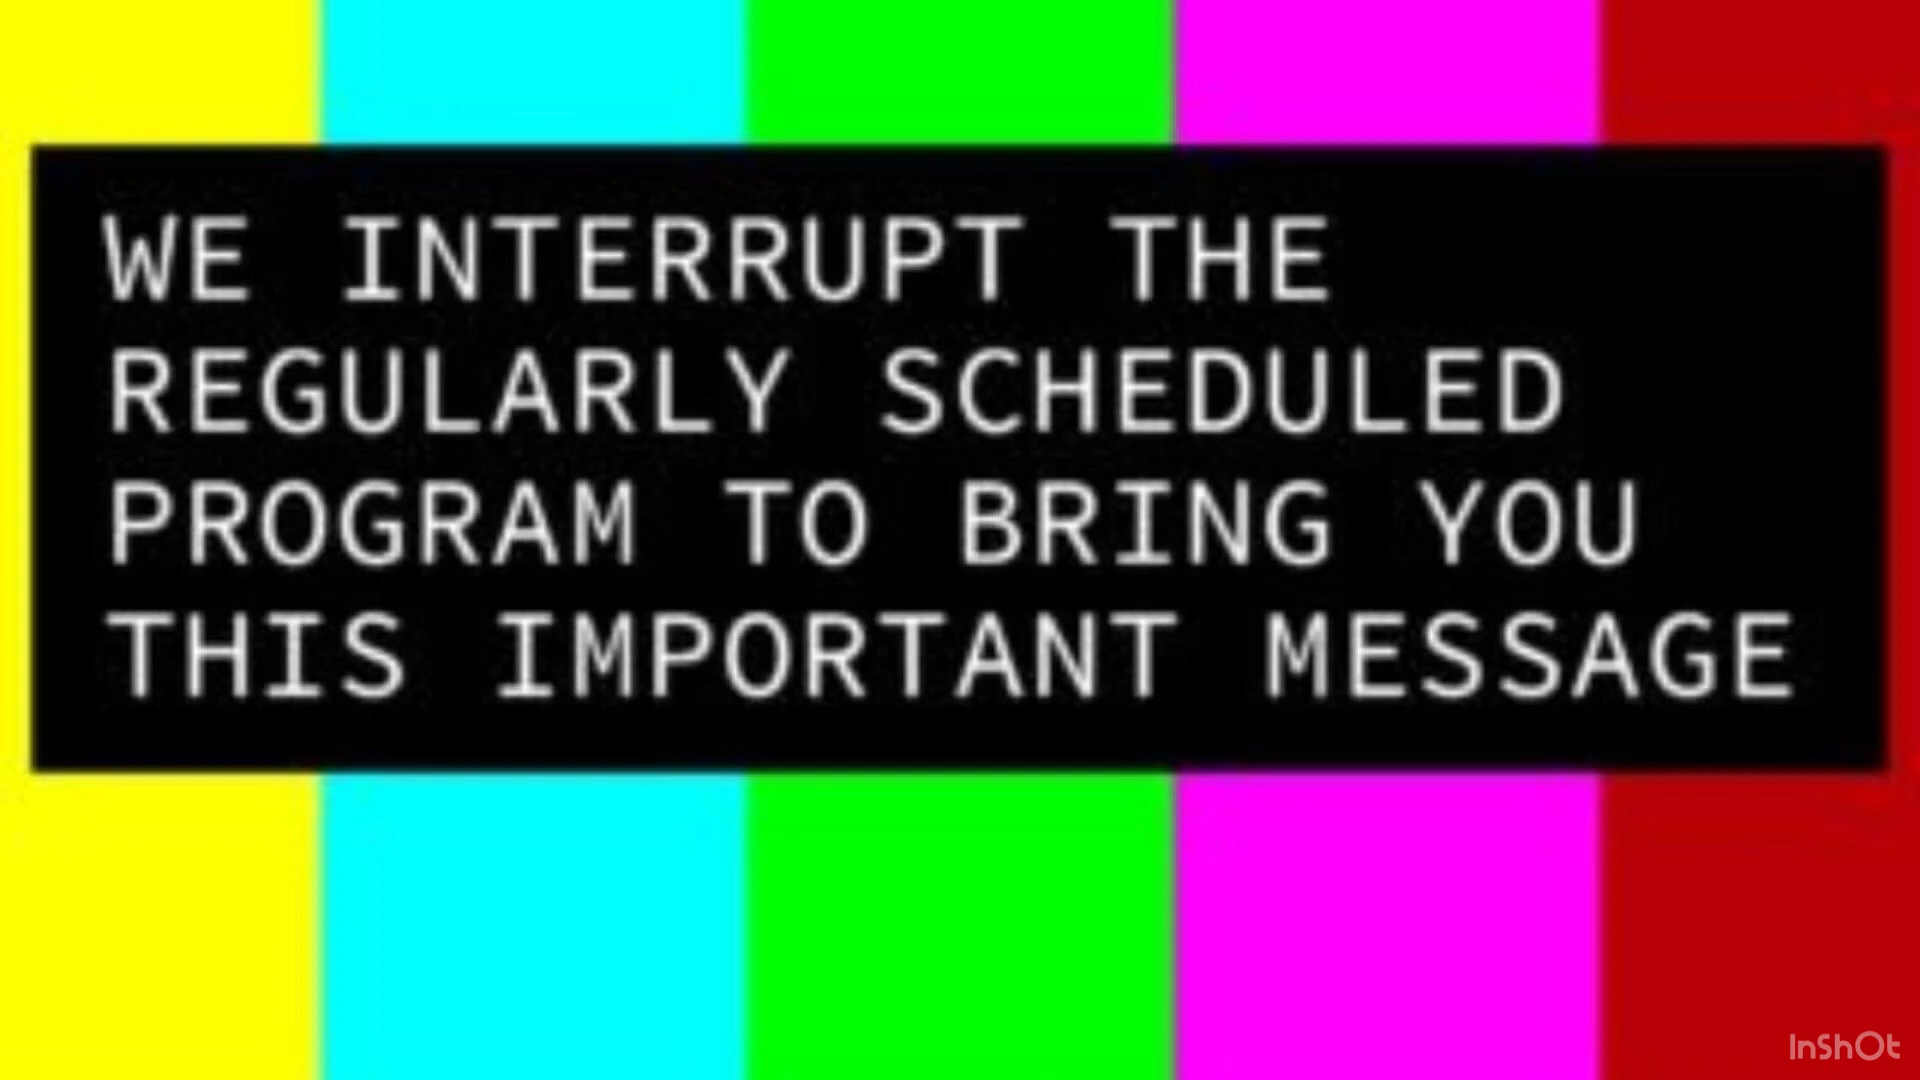 WE INTERRUPT THE
REGULARLY SCHEDULED
PROGRAM TO BRING YOU
THIS IMPORTANT MESSAGE
InShOt